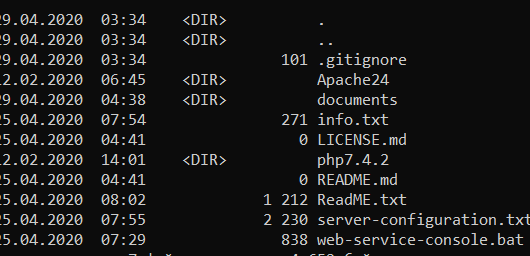 29.04.2020 03:34 <DIR> .
29.04.2020 03:34 <DIR> ..
29.04.2020 03:34 101 .gitignore
12.02.2020 06:45 <DIR> Apache24
29.04.2020 04:38 <DIR> documents
25.04.2020 07:54 271 info.txt
25.04.2020 04:41 0 LICENSE.md
12.02.2020 14:01 <DIR> php7.4.2
25.04.2020 04:41 0 README.md
25.04.2020 08:02 1 212 ReadME.txt
25.04.2020 07:55 2 230 server-configuration.txt
25.04.2020 07:29 838 web-service-console.bat